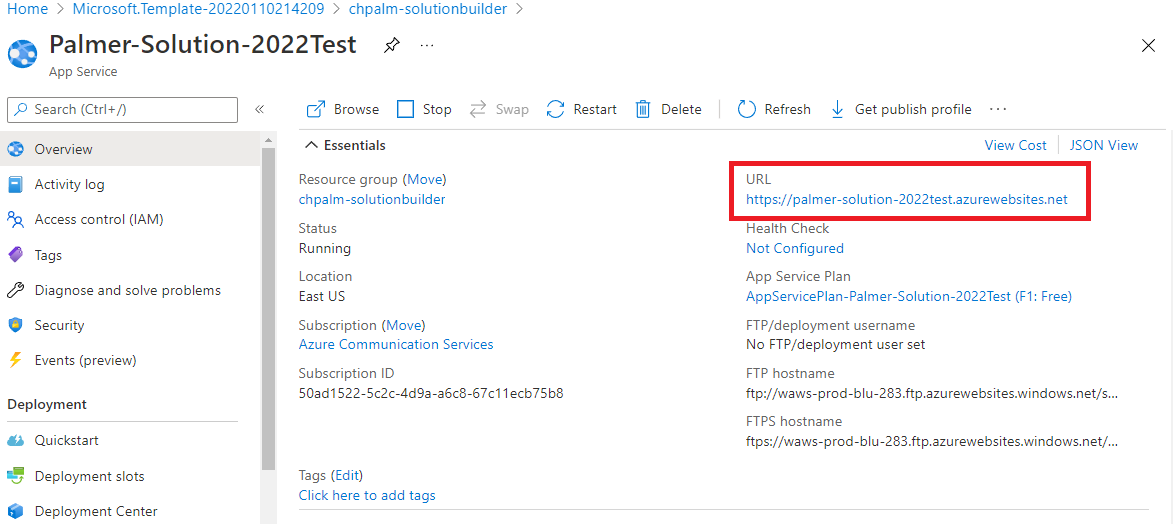 Home > Microsoft.Template-20220110214209 > chpalm-solutionbuilder >
Palmer-Solution-2022Test ...
App Service
Search (Ctrl+/)
«
Overview
Activity log
Access control (IAM)
Tags
Diagnose and solve problems
Security
Events (preview)
Deployment
Quickstart
Deployment slots
Deployment Center
Browse Stop Swap Restart Delete Refresh Get publish profile ...
Essentials
View Cost JSON View
Resource group (Move)
chpalm-solutionbuilder
Status
Running
Location
East US
Subscription (Move)
Azure Communication Services
Subscription ID
50ad1522-5c2c-4d9a-a6c8-67c11ecb75b8
URL
https://palmer-solution-2022test.azurewebsites.net
Health Check
Not Configured
App Service Plan
AppServicePlan-Palmer-Solution-2022Test (F1: Free)
FTP/deployment username
No FTP/deployment user set
FTP hostname
ftp://waws-prod-blu-283.ftp.azurewebsites.windows.net/s...
FTPS hostname
ftps://waws-prod-blu-283.ftp.azurewebsites.windows.net/...
Tags (Edit)
Click here to add tags